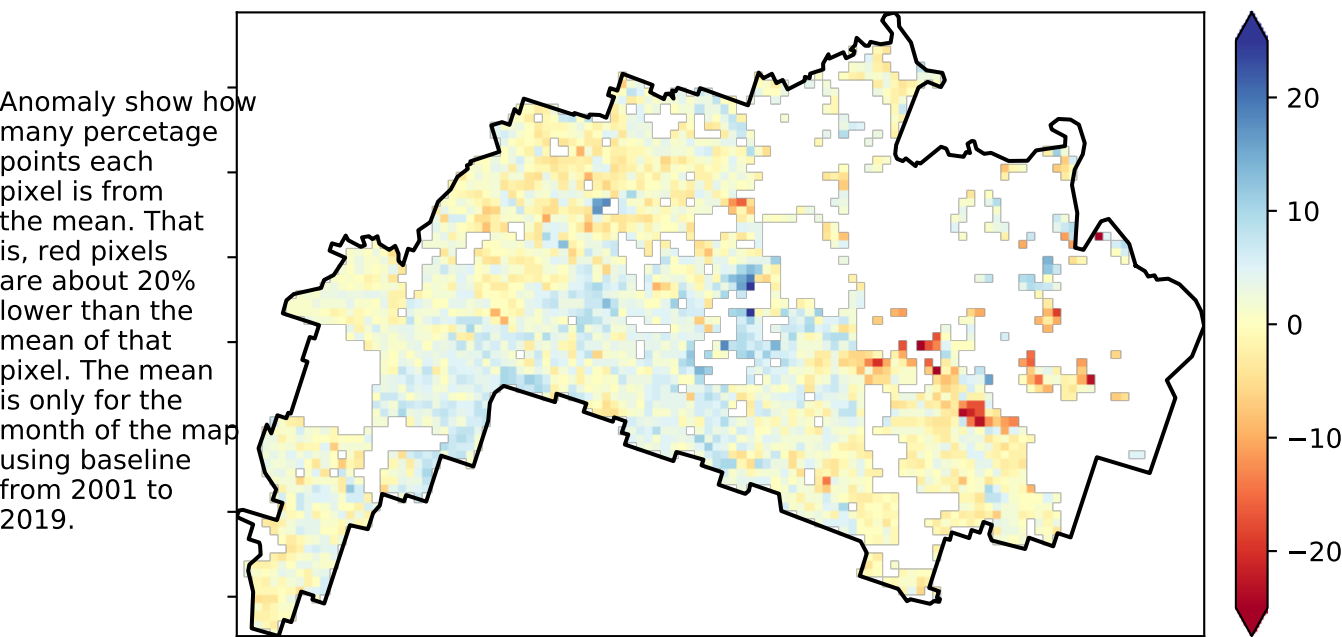 Anomaly show how
many percetage
points each
pixel is from
the mean. That
is, red pixels
are about 20%
lower than the
mean of that
pixel. The mean
is only for the
month of the map
using baseline
from 2001 to
2019.
20
10
0
−10
−20